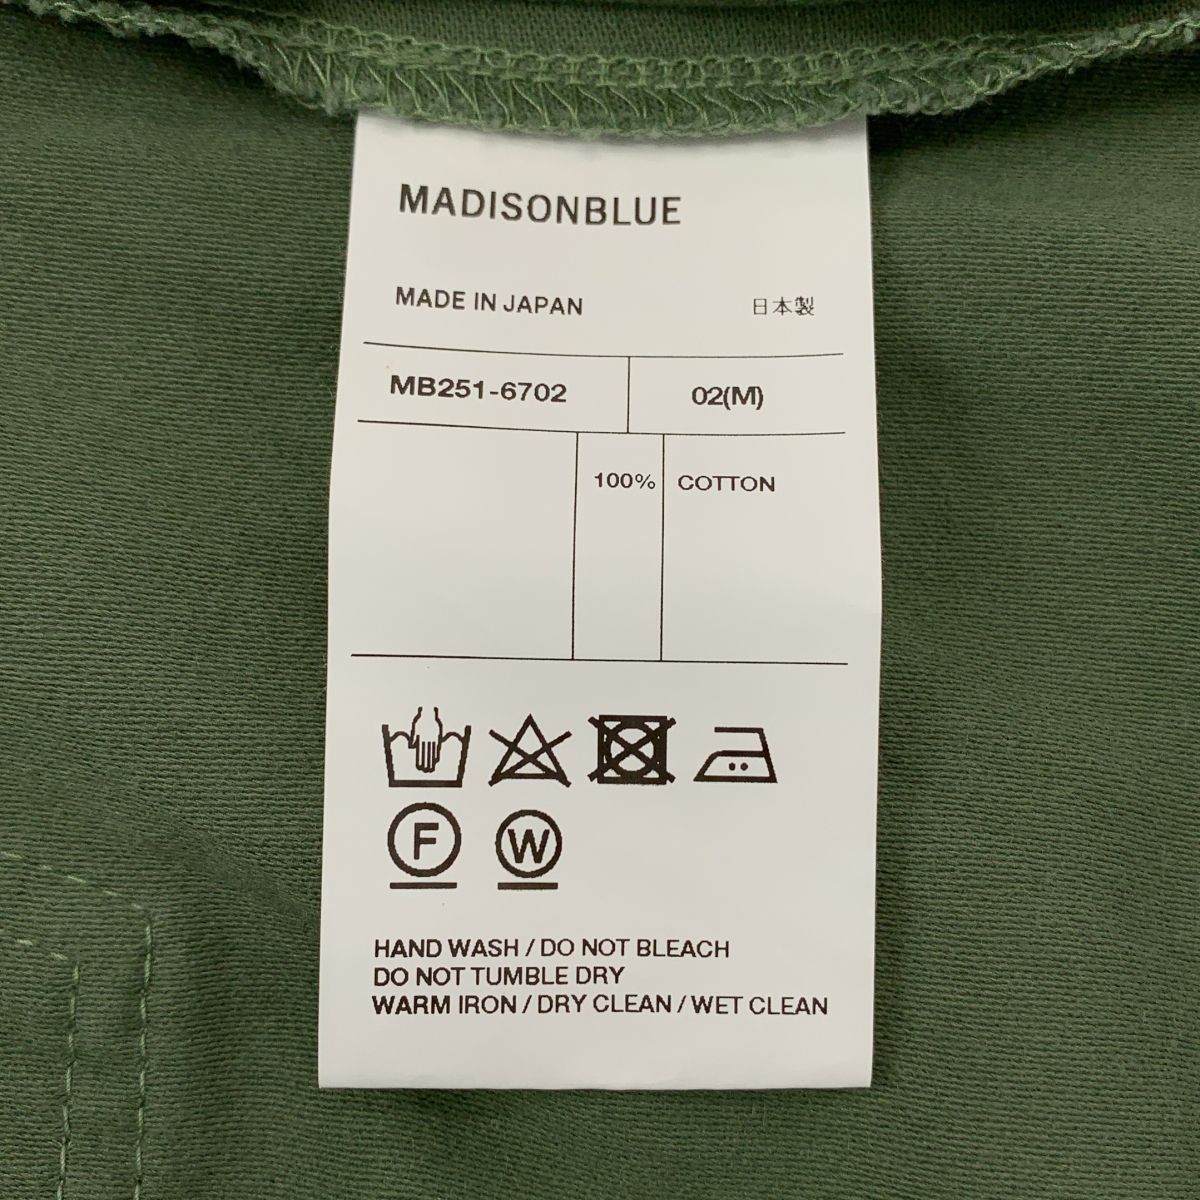 MADISONBLUE
MADE IN JAPAN 日本製
MB251-6702 02(M)
100% COTTON
F W
HAND WASH / DO NOT BLEACH
DO NOT TUMBLE DRY
WARM IRON / DRY CLEAN / WET CLEAN